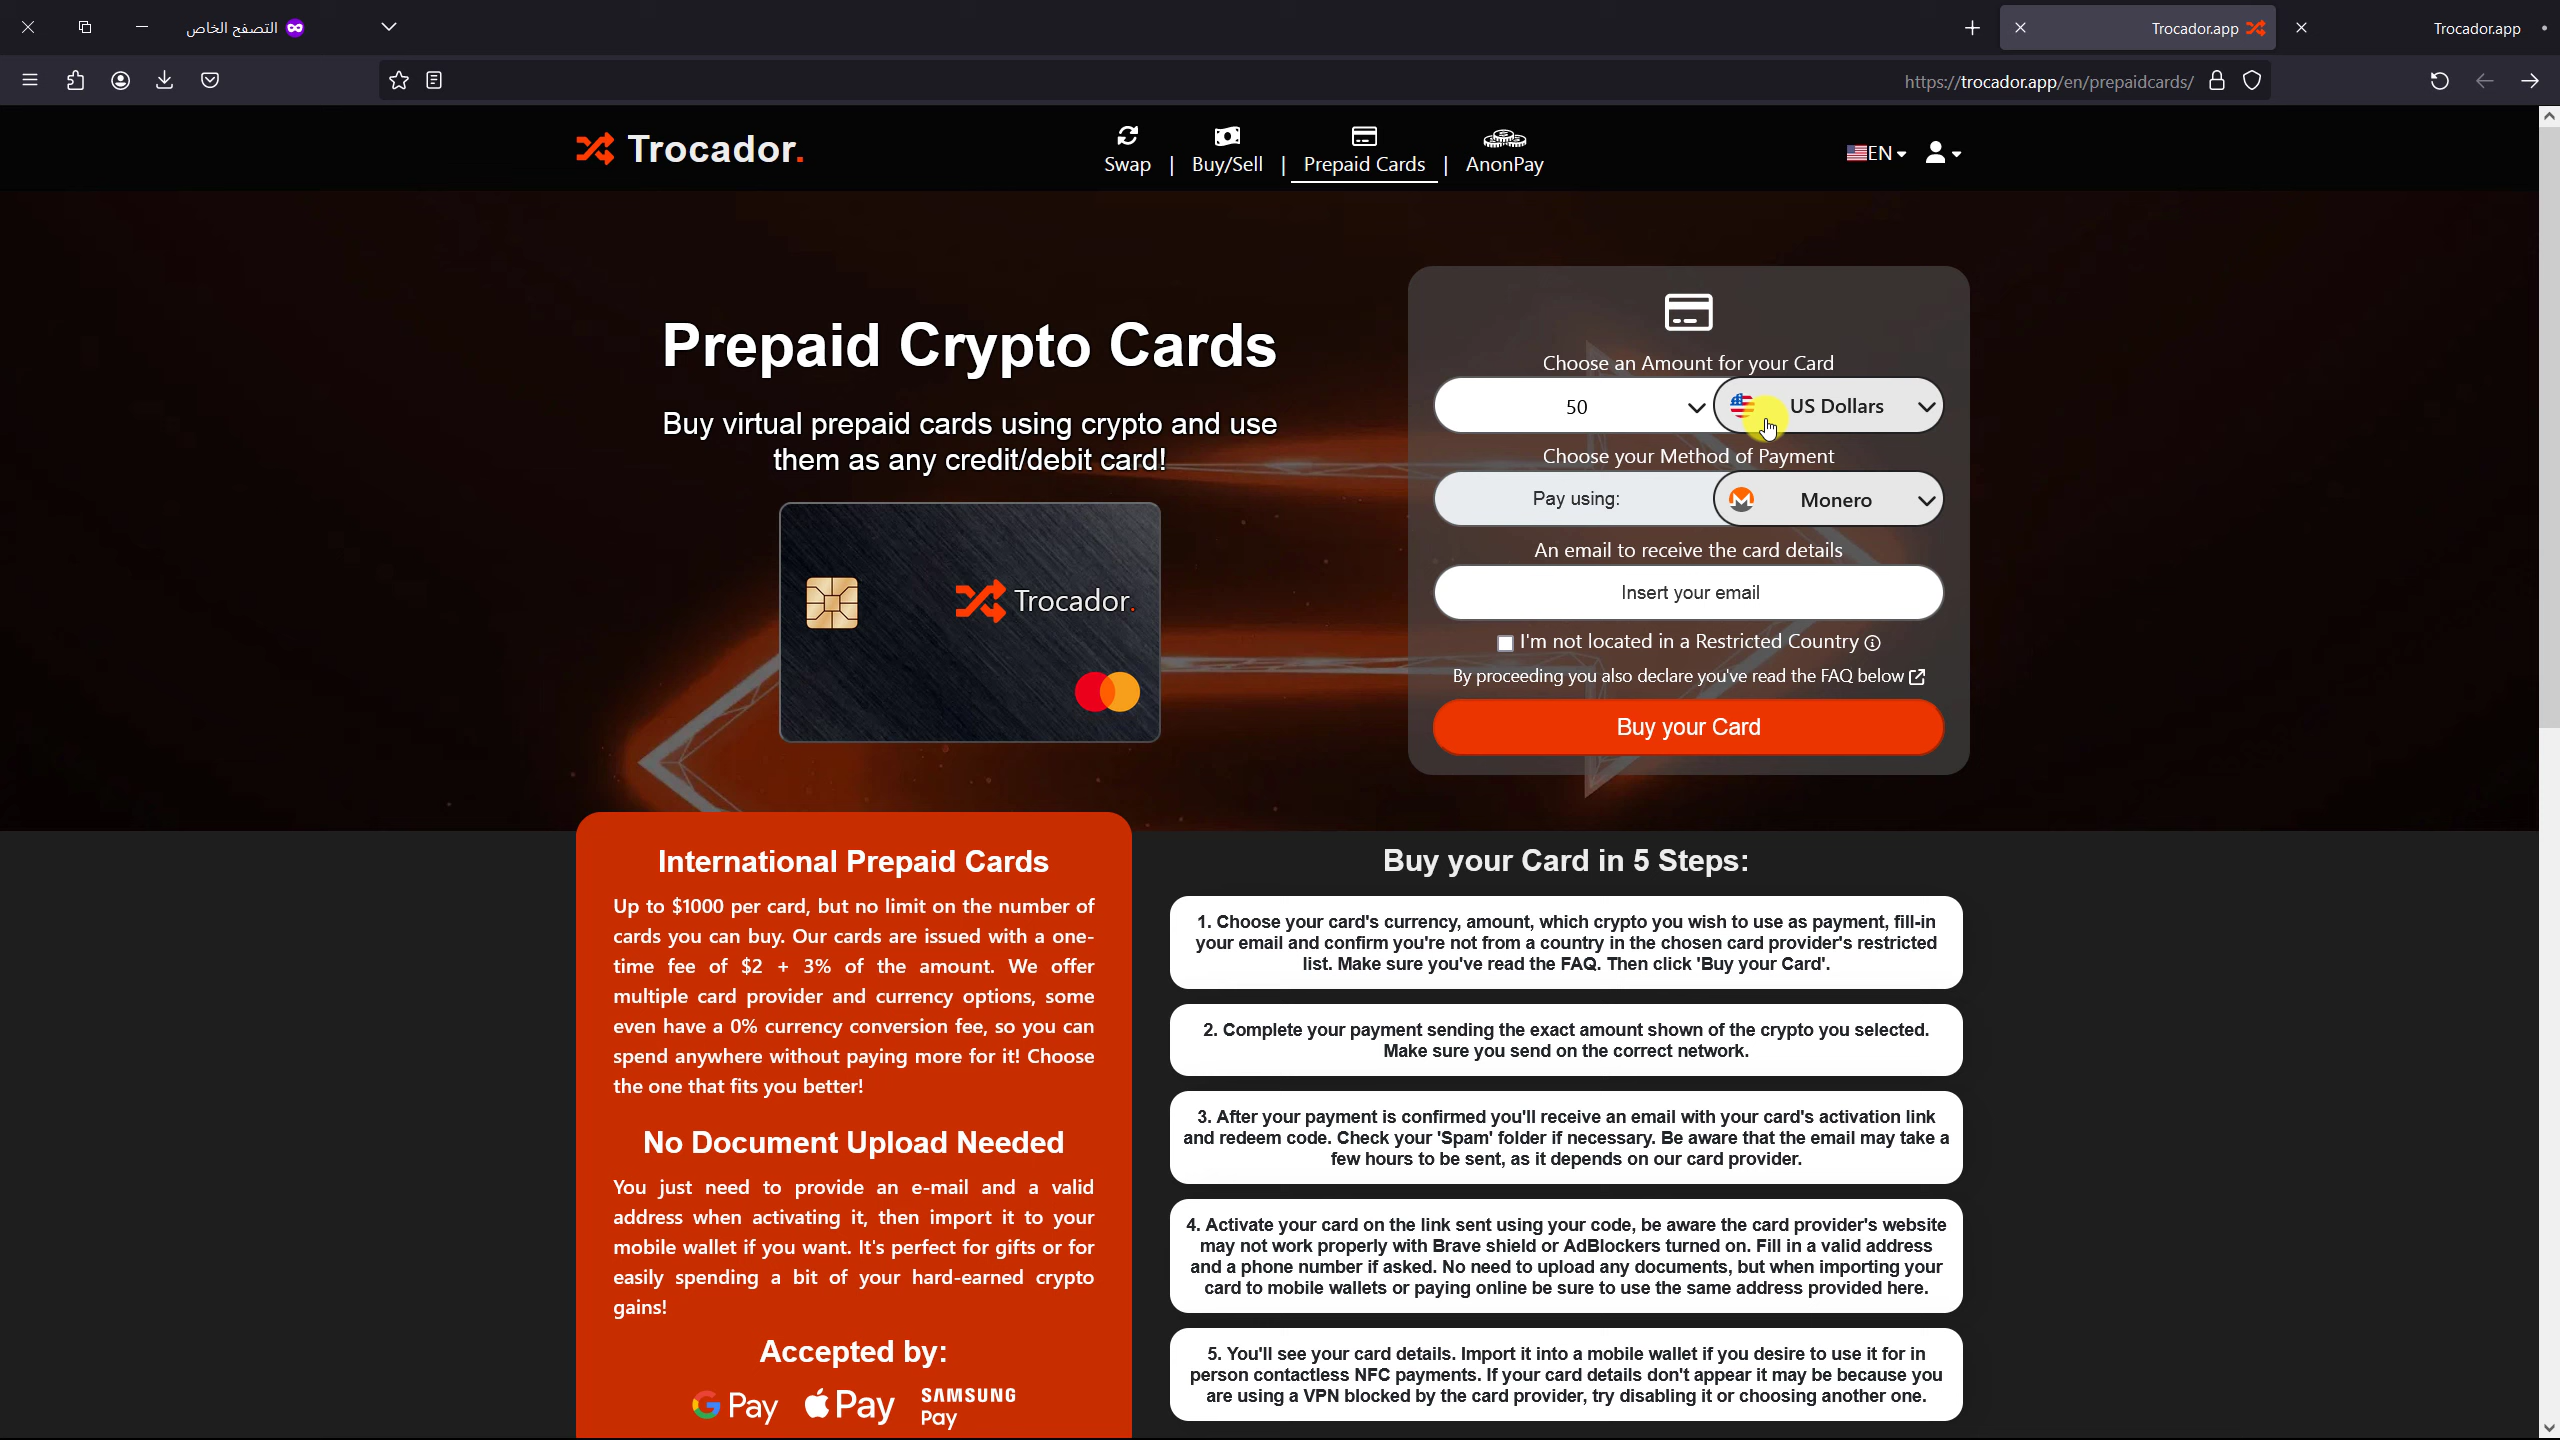 التصفح الخاص
Trocador.app
Trocador.app
https://trocador.app/en/prepaidcards/
Trocador.
Swap | Buy/Sell | Prepaid Cards | AnonPay
EN
Prepaid Crypto Cards
Buy virtual prepaid cards using crypto and use
them as any credit/debit card!
Trocador.
Choose an Amount for your Card
50
US Dollars
Choose your Method of Payment
Pay using:
Monero
An email to receive the card details
Insert your email
I'm not located in a Restricted Country
By proceeding you also declare you've read the FAQ below
Buy your Card
International Prepaid Cards
Up to $1000 per card, but no limit on the number of
cards you can buy. Our cards are issued with a one-
time fee of $2 + 3% of the amount. We offer
multiple card provider and currency options, some
even have a 0% currency conversion fee, so you can
spend anywhere without paying more for it! Choose
the one that fits you better!
No Document Upload Needed
You just need to provide an e-mail and a valid
address when activating it, then import it to your
mobile wallet if you want. It's perfect for gifts or for
easily spending a bit of your hard-earned crypto
gains!
Accepted by:
G Pay
Pay
SAMSUNG
Pay
Buy your Card in 5 Steps:
1. Choose your card's currency, amount, which crypto you wish to use as payment, fill-in
your email and confirm you're not from a country in the chosen card provider's restricted
list. Make sure you've read the FAQ. Then click 'Buy your Card'.
2. Complete your payment sending the exact amount shown of the crypto you selected.
Make sure you send on the correct network.
3. After your payment is confirmed you'll receive an email with your card's activation link
and redeem code. Check your 'Spam' folder if necessary. Be aware that the email may take a
few hours to be sent, as it depends on our card provider.
4. Activate your card on the link sent using your code, be aware the card provider's website
may not work properly with Brave shield or AdBlockers turned on. Fill in a valid address
and a phone number if asked. No need to upload any documents, but when importing your
card to mobile wallets or paying online be sure to use the same address provided here.
5. You'll see your card details. Import it into a mobile wallet if you desire to use it for in
person contactless NFC payments. If your card details don't appear it may be because you
are using a VPN blocked by the card provider, try disabling it or choosing another one.